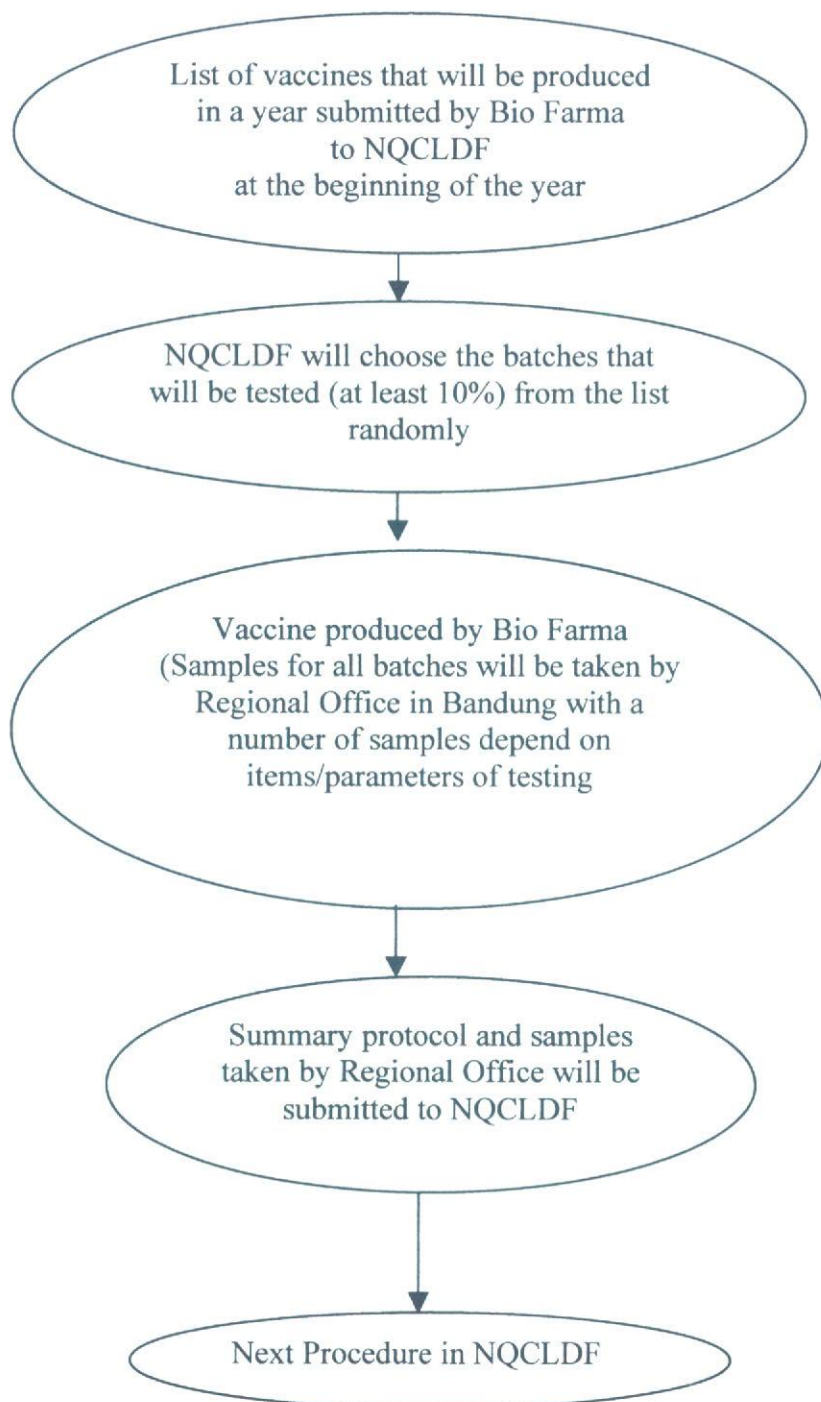 List of vaccines that will be produced
in a year submitted by Bio Farma
to NQCLDF
at the beginning of the year
NQCLDF will choose the batches that
will be tested (at least 10%) from the list
randomly
Vaccine produced by Bio Farma
(Samples for all batches will be taken by
Regional Office in Bandung with a
number of samples depend on
items/parameters of testing
Summary protocol and samples
taken by Regional Office will be
submitted to NQCLDF
Next Procedure in NQCLDF